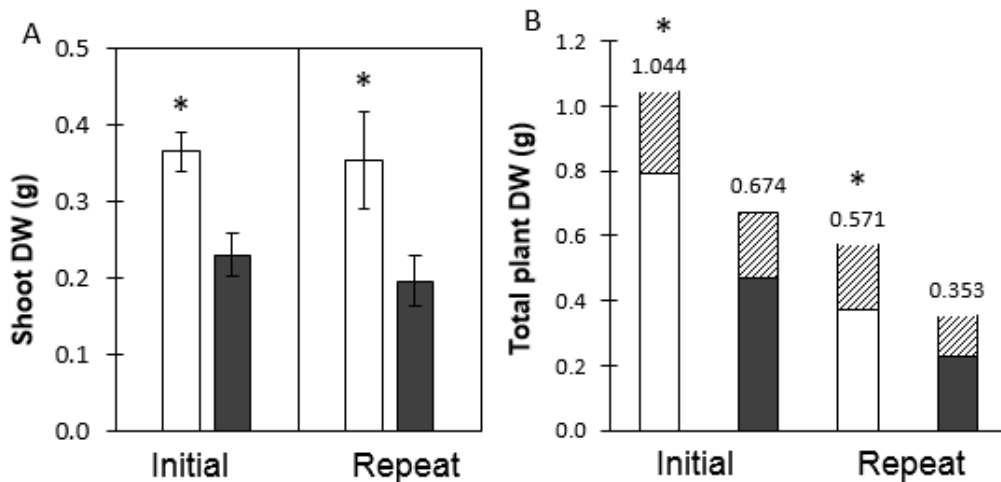 A
Shoot DW (g)
0.5
0.4
0.3
0.2
0.1
0.0
*
*
Initial
Repeat
B
Total plant DW (g)
1.2
1.0
0.8
0.6
0.4
0.2
0.0
*
1.044
0.674
*
0.571
0.353
Initial
Repeat